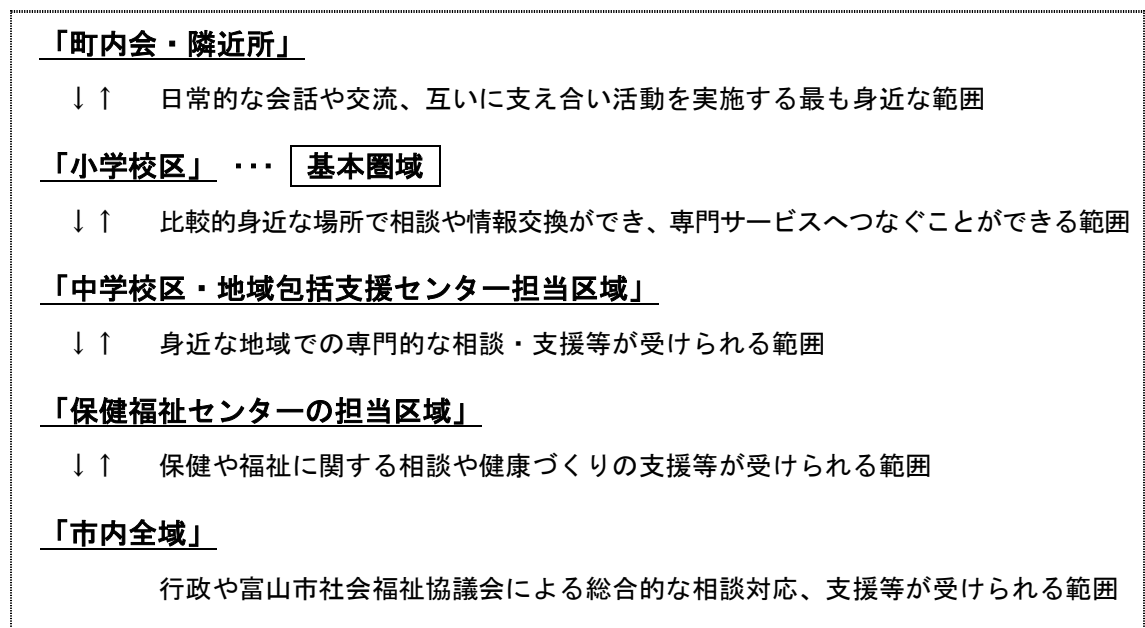 「町内会・隣近所」
↓↑ 日常的な会話や交流、互いに支え合い活動を実施する最も身近な範囲
「小学校区」 ・・・ 基本圏域
↓↑ 比較的身近な場所で相談や情報交換ができ、専門サービスへつなぐことができる範囲
「中学校区・地域包括支援センター担当区域」
↓↑ 身近な地域での専門的な相談・支援等が受けられる範囲
「保健福祉センターの担当区域」
↓↑ 保健や福祉に関する相談や健康づくりの支援等が受けられる範囲
「市内全域」
行政や富山市社会福祉協議会による総合的な相談対応、支援等が受けられる範囲